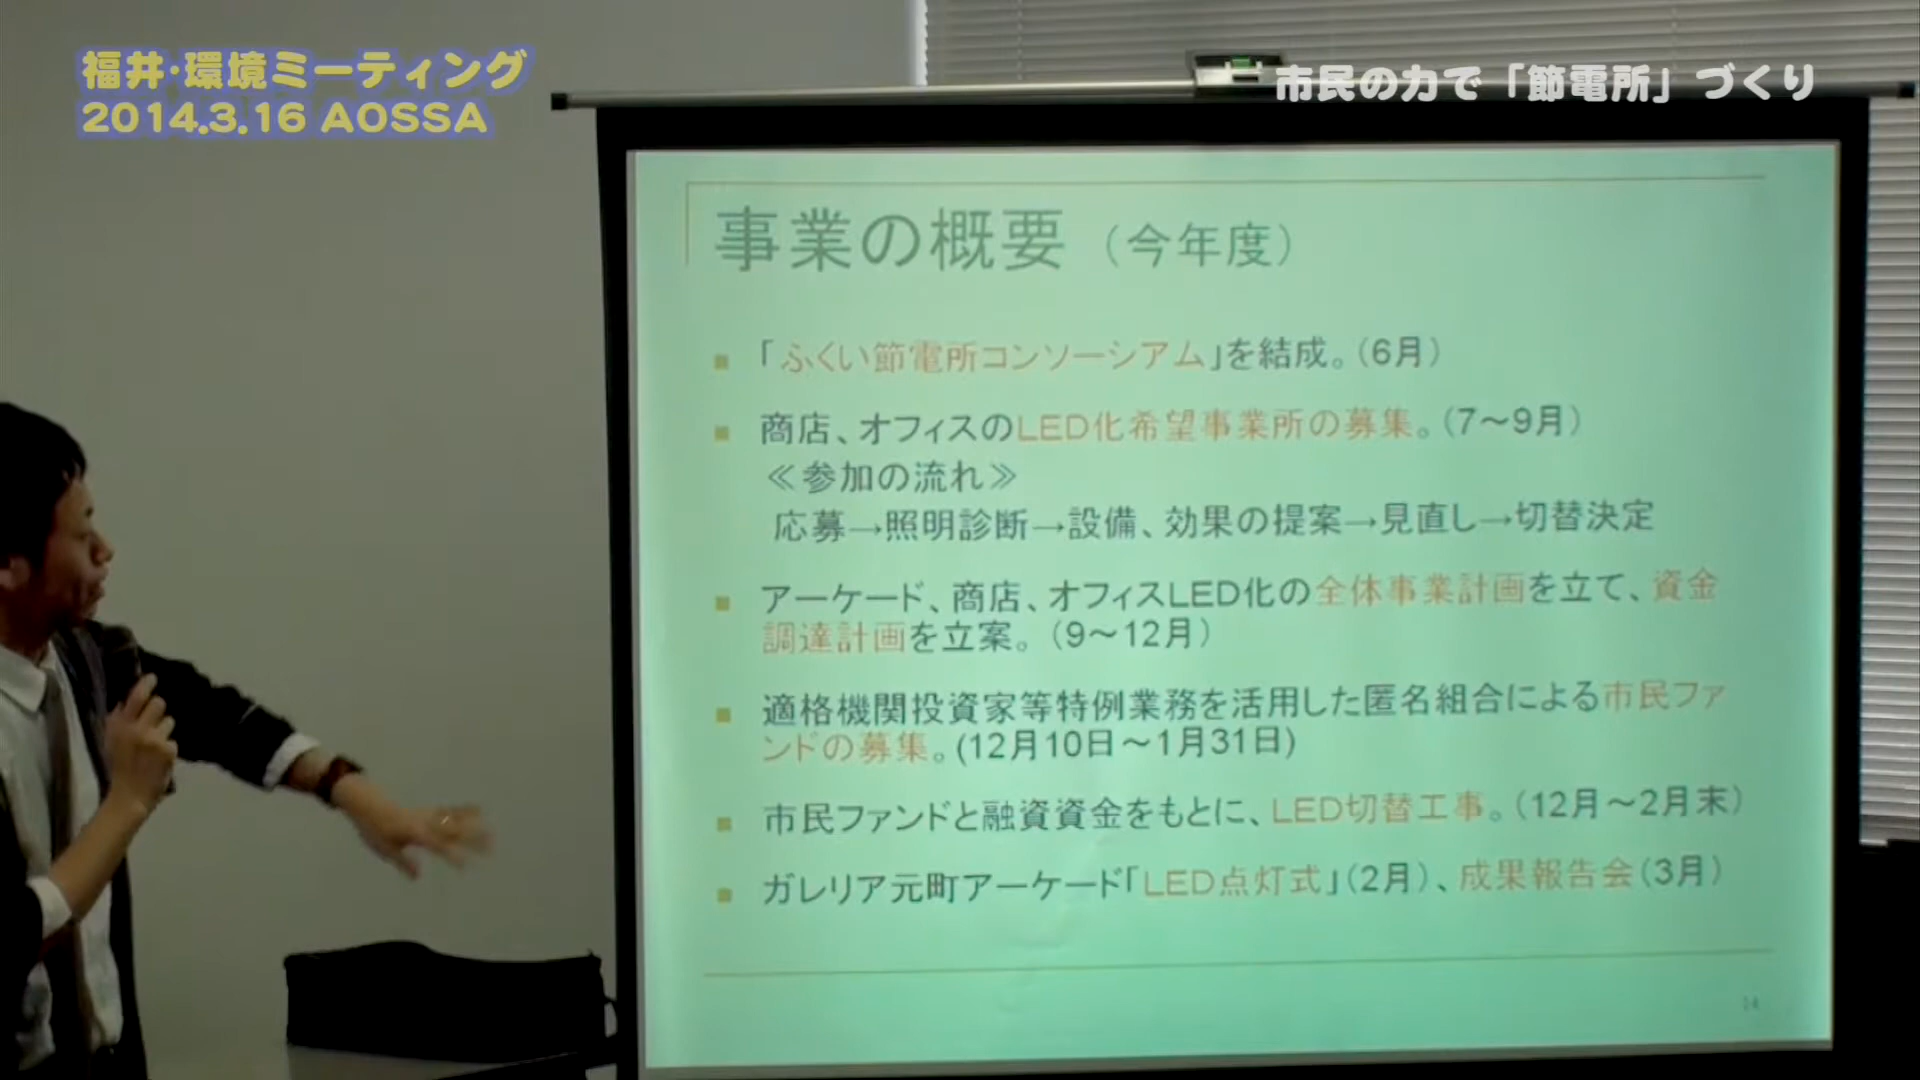 福井・環境ミーティング
2014.3.16 AOSSA
市民の力で「節電所」づくり
事業の概要（今年度）
■ 「ふくい節電所コンソーシアム」を結成。（6月）
■ 商店、オフィスのLED化希望事業所の募集。（7～9月）
≪参加の流れ≫
応募→照明診断→設備、効果の提案→見直し→切替決定
■ アーケード、商店、オフィスLED化の全体事業計画を立て、資金
調達計画を立案。（9～12月）
■ 適格機関投資家等特例業務を活用した匿名組合による市民ファ
ンドの募集。(12月10日～1月31日)
■ 市民ファンドと融資資金をもとに、LED切替工事。（12月～2月末）
■ ガレリア元町アーケード「LED点灯式」（2月）、成果報告会（3月）
14